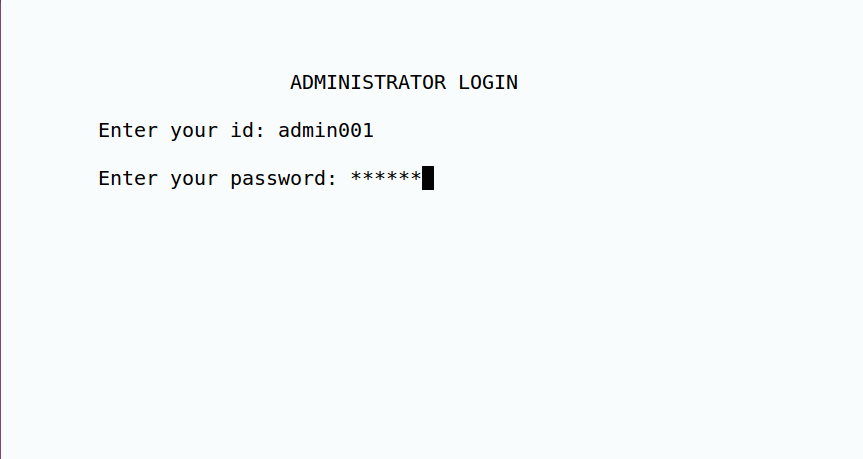 ADMINISTRATOR LOGIN
Enter your id: admin001
Enter your password: ******